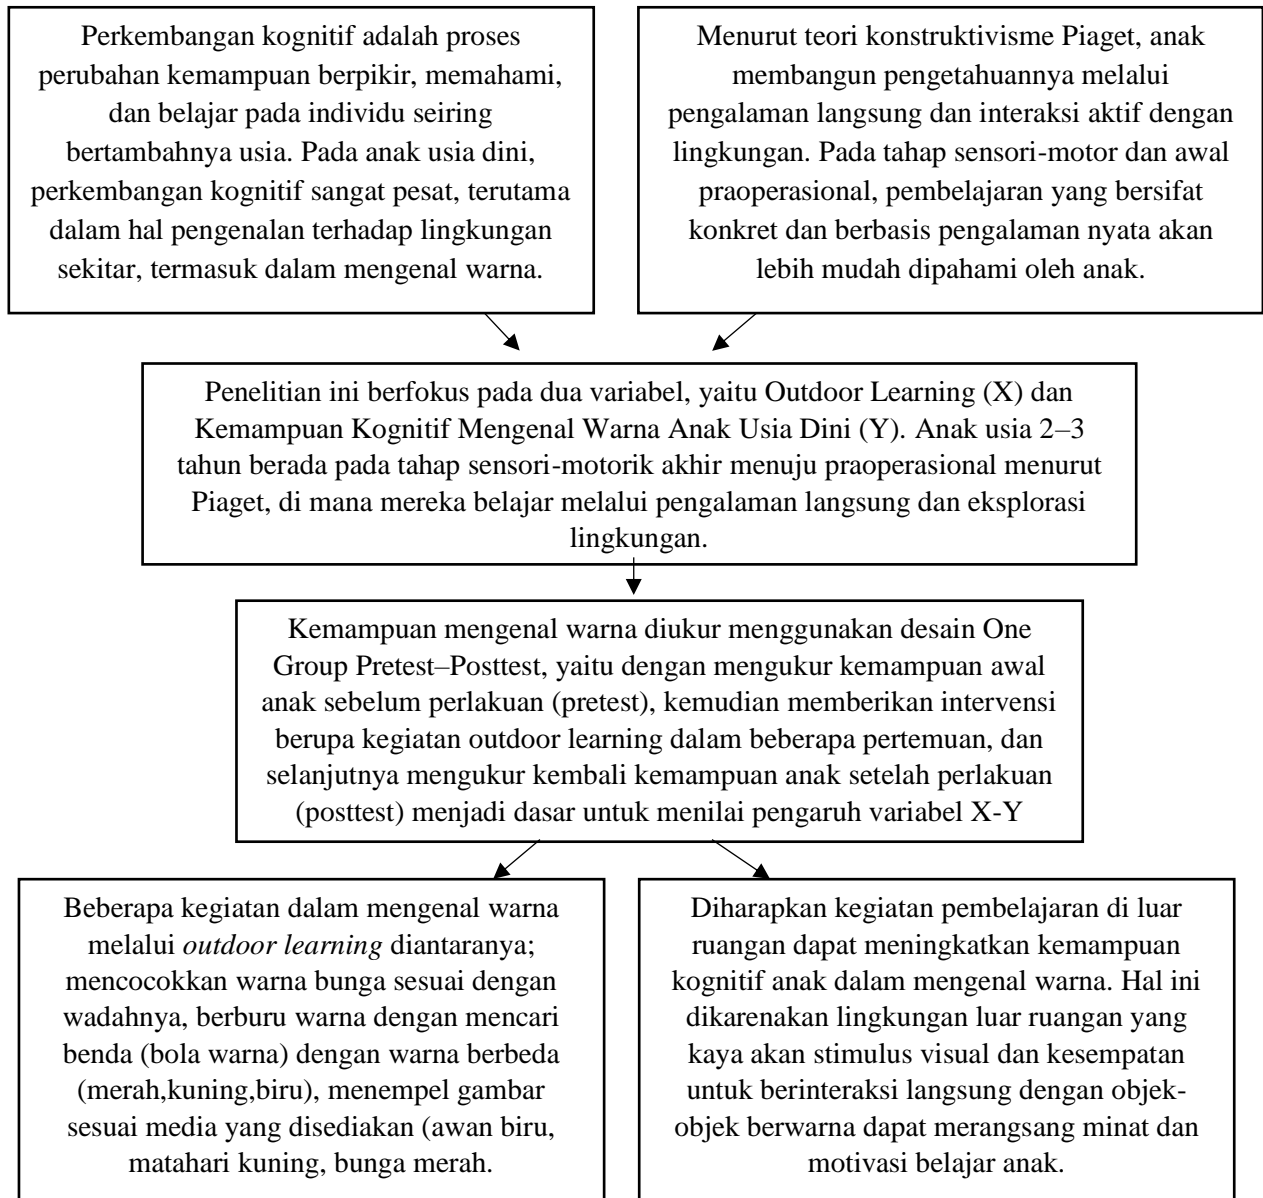 Perkembangan kognitif adalah proses
perubahan kemampuan berpikir, memahami,
dan belajar pada individu seiring
bertambahnya usia. Pada anak usia dini,
perkembangan kognitif sangat pesat, terutama
dalam hal pengenalan terhadap lingkungan
sekitar, termasuk dalam mengenal warna.
Menurut teori konstruktivisme Piaget, anak
membangun pengetahuannya melalui
pengalaman langsung dan interaksi aktif dengan
lingkungan. Pada tahap sensori-motor dan awal
praoperasional, pembelajaran yang bersifat
konkret dan berbasis pengalaman nyata akan
lebih mudah dipahami oleh anak.
Penelitian ini berfokus pada dua variabel, yaitu Outdoor Learning (X) dan
Kemampuan Kognitif Mengenal Warna Anak Usia Dini (Y). Anak usia 2–3
tahun berada pada tahap sensori-motorik akhir menuju praoperasional menurut
Piaget, di mana mereka belajar melalui pengalaman langsung dan eksplorasi
lingkungan.
Kemampuan mengenal warna diukur menggunakan desain One
Group Pretest–Posttest, yaitu dengan mengukur kemampuan awal
anak sebelum perlakuan (pretest), kemudian memberikan intervensi
berupa kegiatan outdoor learning dalam beberapa pertemuan, dan
selanjutnya mengukur kembali kemampuan anak setelah perlakuan
(posttest) menjadi dasar untuk menilai pengaruh variabel X-Y
Beberapa kegiatan dalam mengenal warna
melalui outdoor learning diantaranya;
mencocokkan warna bunga sesuai dengan
wadahnya, berburu warna dengan mencari
benda (bola warna) dengan warna berbeda
(merah,kuning,biru), menempel gambar
sesuai media yang disediakan (awan biru,
matahari kuning, bunga merah.
Diharapkan kegiatan pembelajaran di luar
ruangan dapat meningkatkan kemampuan
kognitif anak dalam mengenal warna. Hal ini
dikarenakan lingkungan luar ruangan yang
kaya akan stimulus visual dan kesempatan
untuk berinteraksi langsung dengan objek-
objek berwarna dapat merangsang minat dan
motivasi belajar anak.